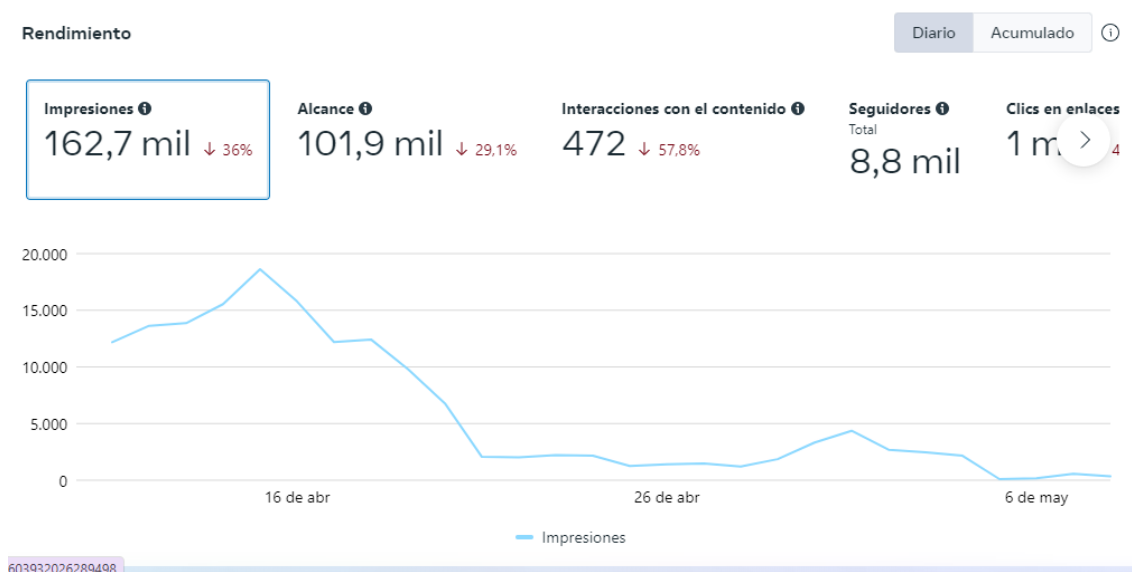 Rendimiento
Diario
Acumulado
Impresiones
162,7 mil ↓ 36%
Alcance
101,9 mil ↓ 29,1%
Interacciones con el contenido
472 ↓ 57,8%
Seguidores
Total
8,8 mil
Clics en enlaces
1 m
4
20.000
15.000
10.000
5.000
0
16 de abr
26 de abr
6 de may
Impresiones
603932026289498